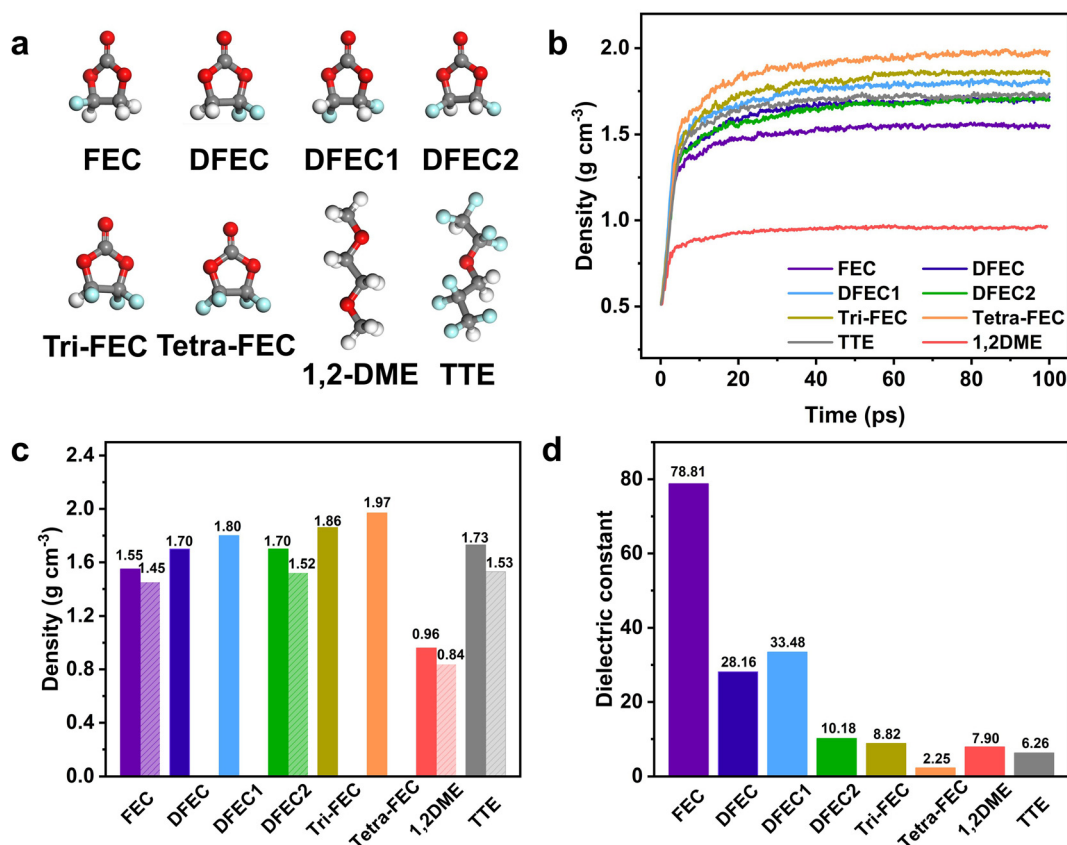 a
FEC DFEC DFEC1 DFEC2
Tri-FEC Tetra-FEC 1,2-DME TTE
b
Density (g cm⁻³)
2.0
1.5
1.0
0.5
FEC DFEC
DFEC1 DFEC2
Tri-FEC Tetra-FEC
TTE 1,2DME
0 20 40 60 80 100
Time (ps)
c
Density (g cm⁻³)
2.4
2.0
1.6
1.2
0.8
0.4
0.0
1.55 1.45 1.70 1.80 1.70 1.52 1.86 1.97 0.96 0.84 1.73 1.53
FEC DFEC DFEC1 DFEC2 Tri-FEC Tetra-FEC 1,2DME TTE
d
Dielectric constant
80
60
40
20
0
78.81 28.16 33.48 10.18 8.82 2.25 7.90 6.26
FEC DFEC DFEC1 DFEC2 Tri-FEC Tetra-FEC 1,2DME TTE